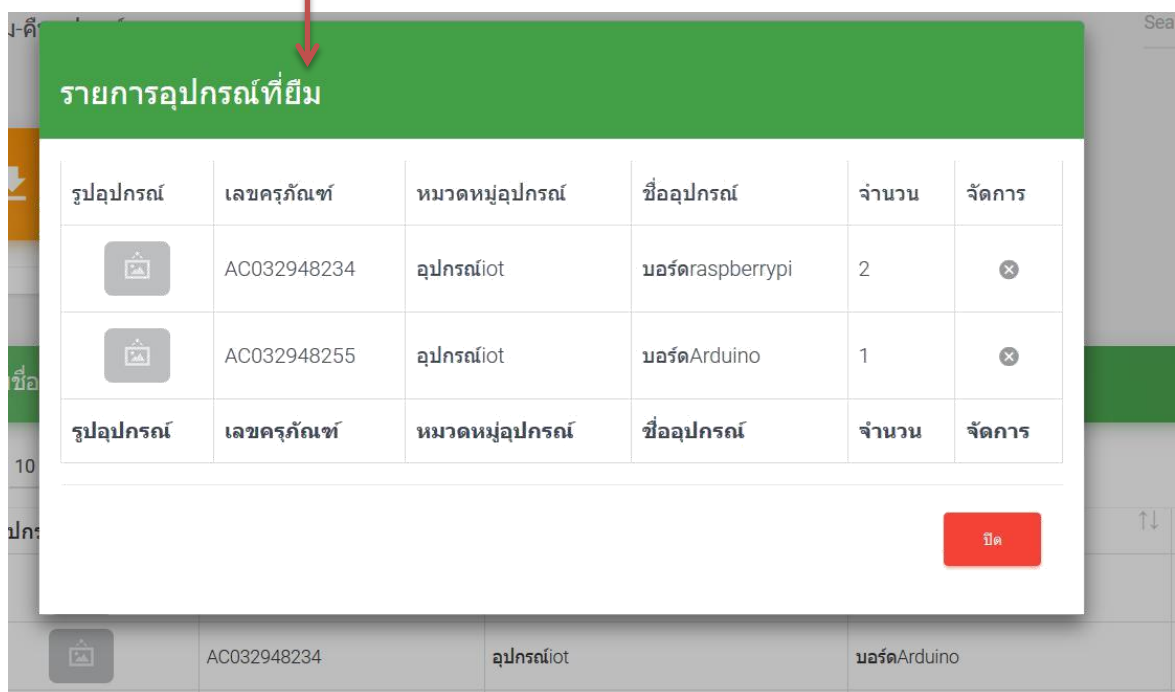 Sea
รายการอุปกรณ์ที่ยืม
รูปอุปกรณ์ เลขครุภัณฑ์ หมวดหมู่อุปกรณ์ ชื่ออุปกรณ์ จำนวน จัดการ
AC032948234 อุปกรณ์iot บอร์ดraspberrypi 2
AC032948255 อุปกรณ์iot บอร์ดArduino 1
รูปอุปกรณ์ เลขครุภัณฑ์ หมวดหมู่อุปกรณ์ ชื่ออุปกรณ์ จำนวน จัดการ
10
ปิด
AC032948234 อุปกรณ์iot บอร์ดArduino